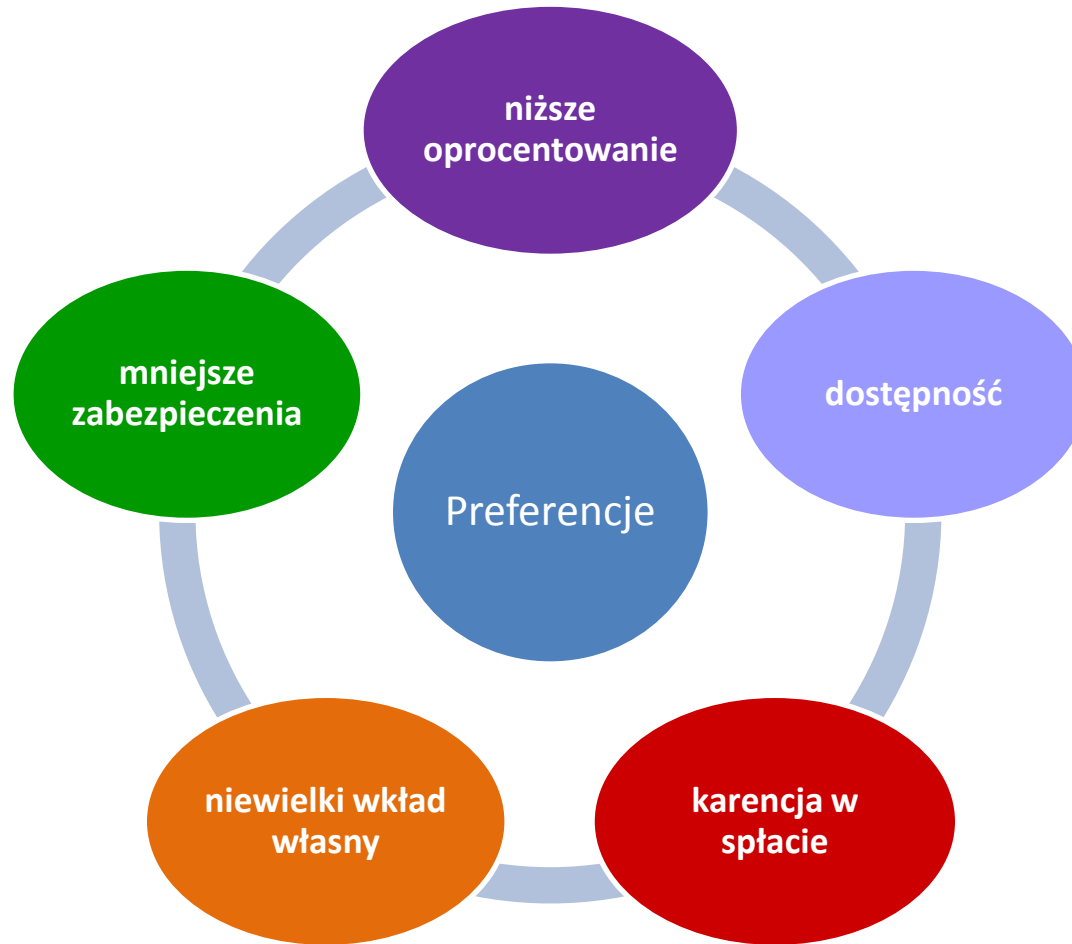 niższe
oprocentowanie
dostępność
karencja w
spłacie
niewielki wkład
własny
mniejsze
zabezpieczenia
Preferencje